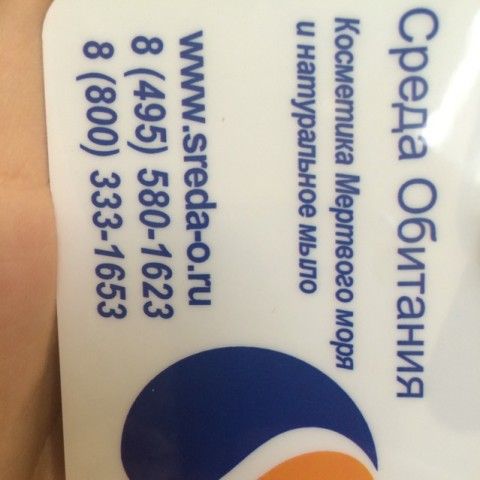 Среда Обитания
Косметика Мертвого моря
и натуральное мыло
www.sreda-o.ru
8 (495) 580-1623
8 (800) 333-1653